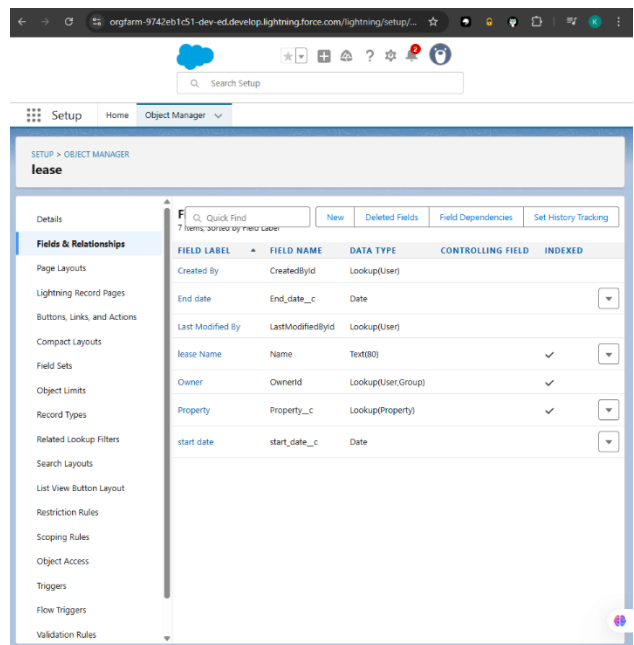 orgfarm-9742eb1c51-dev-ed.develop.lightning.force.com/lightning/setup/...
K
2
Search Setup
Setup Home Object Manager
SETUP > OBJECT MANAGER
lease
Details
Fields & Relationships
Page Layouts
Lightning Record Pages
Buttons, Links, and Actions
Compact Layouts
Field Sets
Object Limits
Record Types
Related Lookup Filters
Search Layouts
List View Button Layout
Restriction Rules
Scoping Rules
Object Access
Triggers
Flow Triggers
Validation Rules
Quick Find New Deleted Fields Field Dependencies Set History Tracking
7 Items, Sorted by Field Label
FIELD LABEL FIELD NAME DATA TYPE CONTROLLING FIELD INDEXED
Created By CreatedById Lookup(User)
End date End_date__c Date
Last Modified By LastModifiedById Lookup(User)
lease Name Name Text(80)
Owner OwnerId Lookup(User,Group)
Property Property__c Lookup(Property)
start date start_date__c Date